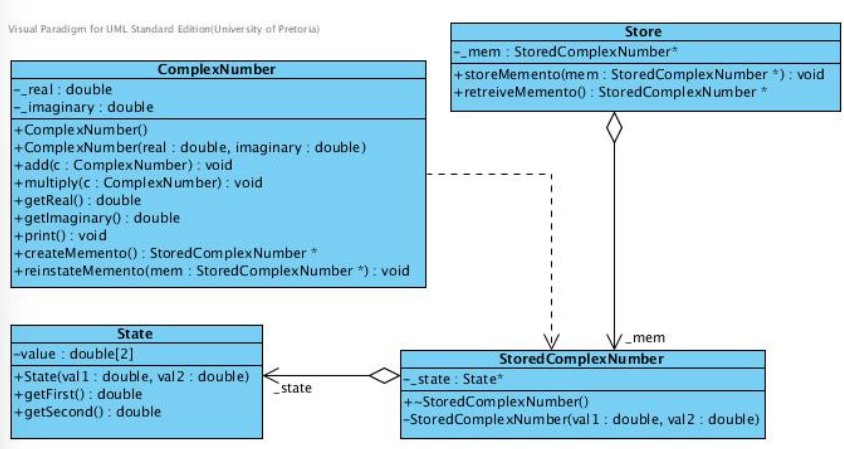 Visual Paradigm for UML Standard Edition(University of Pretoria)
Store
-_mem : StoredComplexNumber*
+storeMemento(mem : StoredComplexNumber *) : void
+retreiveMemento() : StoredComplexNumber *
ComplexNumber
-_real : double
-_imaginary : double
+ComplexNumber()
+ComplexNumber(real : double, imaginary : double)
+add(c : ComplexNumber) : void
+multiply(c : ComplexNumber) : void
+getReal() : double
+getImaginary() : double
+print() : void
+createMemento() : StoredComplexNumber *
+reinstateMemento(mem : StoredComplexNumber *) : void
State
-value : double[2]
+State(val1 : double, val2 : double)
+getFirst() : double
+getSecond() : double
_state
_mem
StoredComplexNumber
-_state : State*
+~StoredComplexNumber()
-StoredComplexNumber(val1 : double, val2 : double)